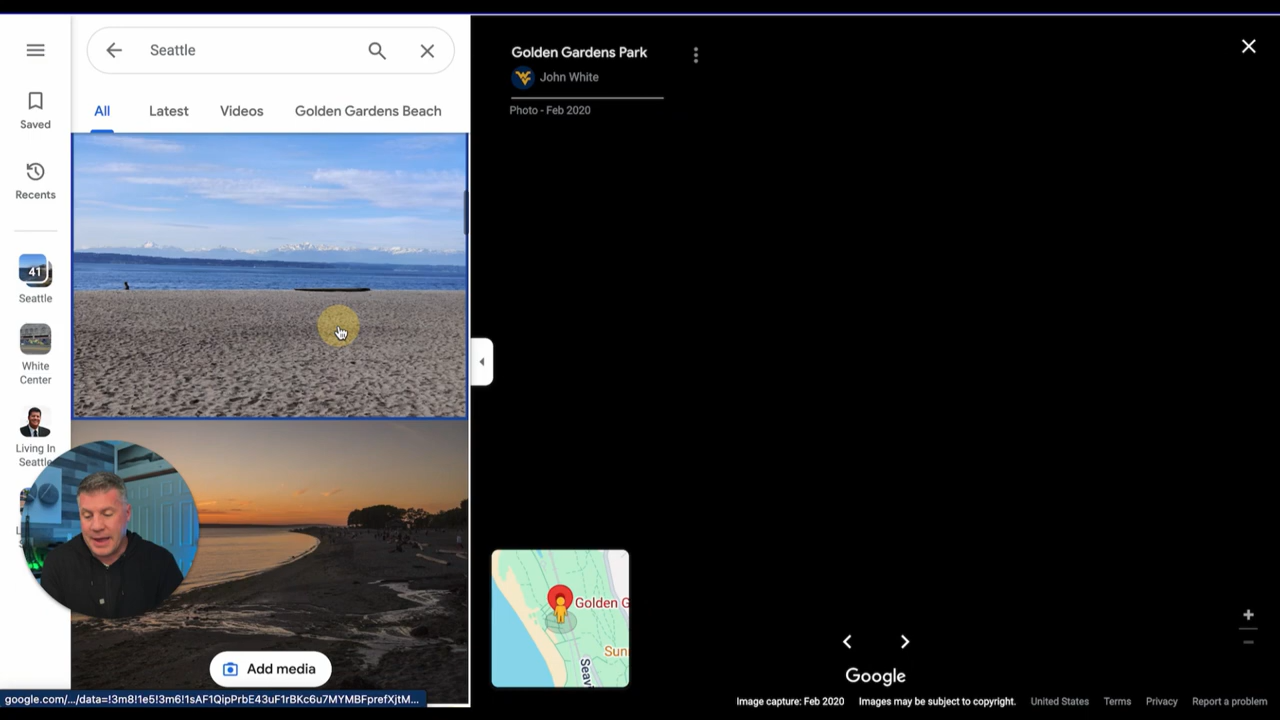 Seattle
Saved
Recents
41
Seattle
White
Center
Living In
Seattle
All
Latest
Videos
Golden Gardens Beach
Add media
google.com/.../data=!3m8!1e5!3m6!1sAF1QipPrbE43uF1rBKc6u7MYMBFprefXjtM...
Golden Gardens Park
John White
Photo - Feb 2020
Golden G
Sun
Seavi
Google
Image capture: Feb 2020
Images may be subject to copyright.
United States
Terms
Privacy
Report a problem